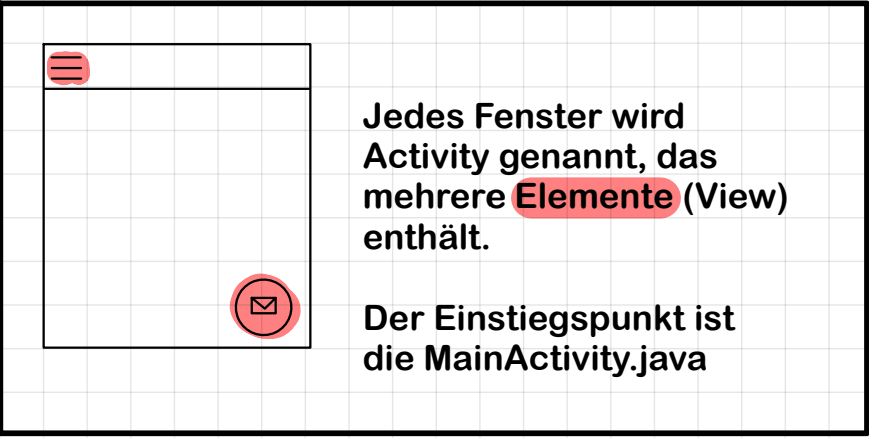 Jedes Fenster wird
Activity genannt, das
mehrere Elemente (View)
enthält.
Der Einstiegspunkt ist
die MainActivity.java